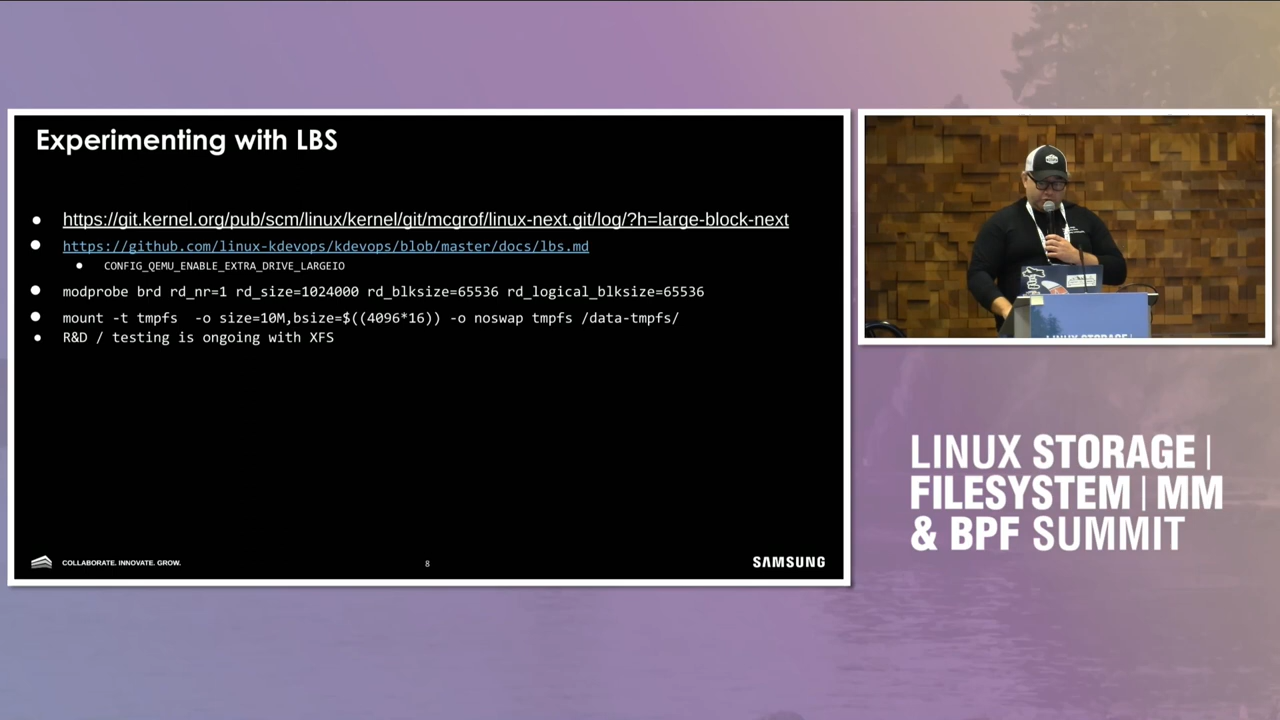 Experimenting with LBS
https://git.kernel.org/pub/scm/linux/kernel/git/mcgrof/linux-next.git/log/?h=large-block-next
https://github.com/linux-kdevops/kdevops/blob/master/docs/lbs.md
CONFIG_QEMU_ENABLE_EXTRA_DRIVE_LARGEIO
modprobe brd rd_nr=1 rd_size=1024000 rd_blksize=65536 rd_logical_blksize=65536
mount -t tmpfs -o size=10M,bsize=$((4096*16)) -o noswap tmpfs /data-tmpfs/
R&D / testing is ongoing with XFS
COLLABORATE. INNOVATE. GROW.
8
SAMSUNG
LINUX STORAGE |
FILESYSTEM | MM
& BPF SUMMIT
LINUX STORAGE|